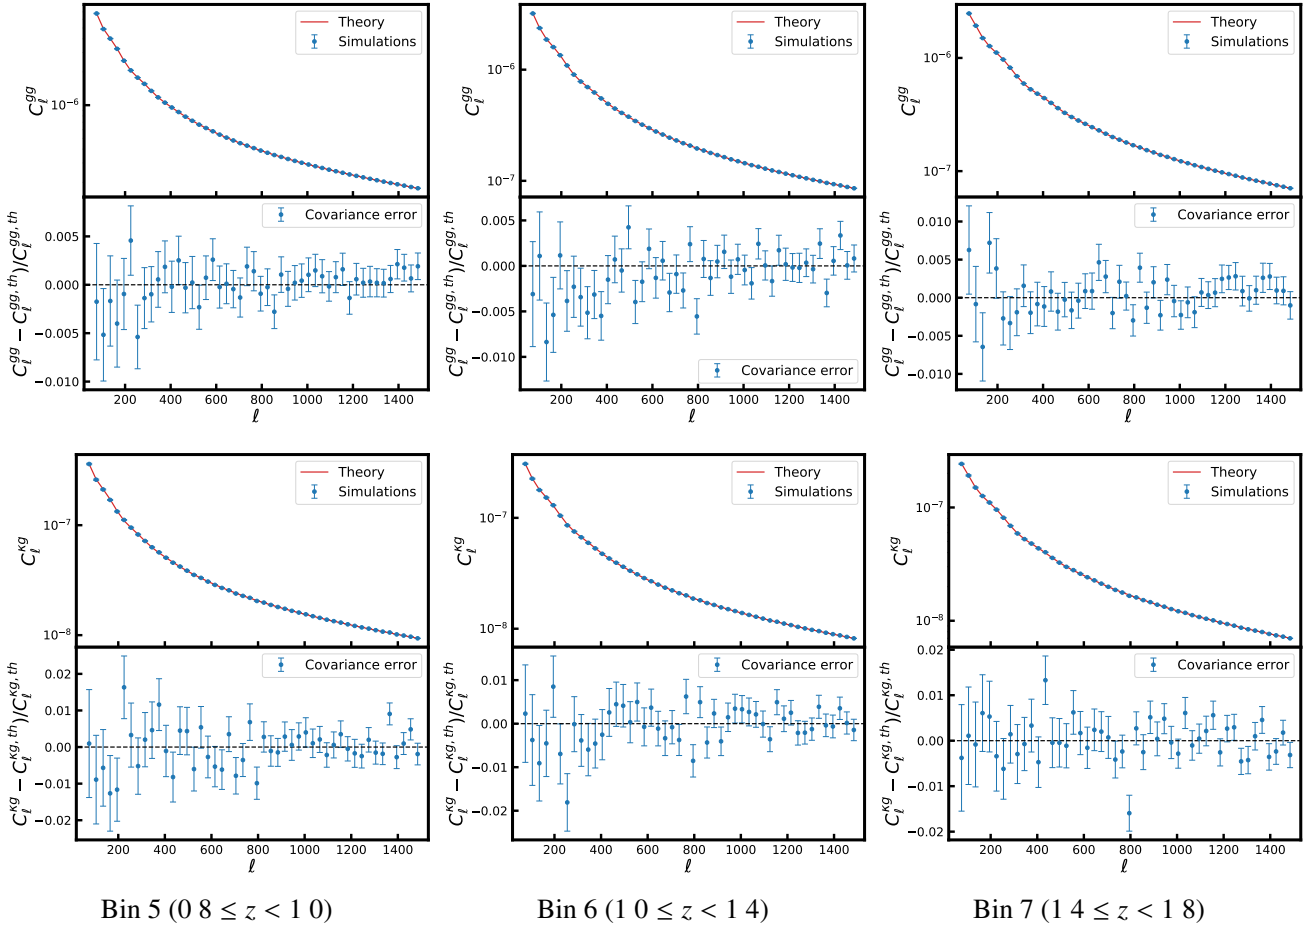 Theory
Simulations
10⁻⁶
C_ℓ^{gg}
Covariance error
0.005
0.000
−0.005
−0.010
(C_ℓ^{gg} − C_ℓ^{gg, th})/C_ℓ^{gg, th}
200 400 600 800 1000 1200 1400
ℓ
Theory
Simulations
10⁻⁶
10⁻⁷
C_ℓ^{gg}
Covariance error
0.005
0.000
−0.005
−0.010
C_ℓ^{gg} − C_ℓ^{gg, th})/C_ℓ^{gg, th}
200 400 600 800 1000 1200 1400
ℓ
Theory
Simulations
10⁻⁶
10⁻⁷
C_ℓ^{gg}
Covariance error
0.010
0.005
0.000
−0.005
−0.010
C_ℓ^{gg} − C_ℓ^{gg, th})/C_ℓ^{gg, th}
200 400 600 800 1000 1200 1400
ℓ
Theory
Simulations
10⁻⁷
10⁻⁸
C_ℓ^{κg}
Covariance error
0.02
0.01
0.00
−0.01
−0.02
C_ℓ^{κg} − C_ℓ^{κg, th})/C_ℓ^{κg, th}
200 400 600 800 1000 1200 1400
ℓ
Theory
Simulations
10⁻⁷
10⁻⁸
C_ℓ^{κg}
Covariance error
0.01
0.00
−0.01
−0.02
C_ℓ^{κg} − C_ℓ^{κg, th})/C_ℓ^{κg, th}
200 400 600 800 1000 1200 1400
ℓ
Theory
Simulations
10⁻⁷
10⁻⁸
C_ℓ^{κg}
Covariance error
0.02
0.01
0.00
−0.01
−0.02
C_ℓ^{κg} − C_ℓ^{κg, th})/C_ℓ^{κg, th}
200 400 600 800 1000 1200 1400
ℓ
Bin 5 (0 8 ≤ z < 1 0)
Bin 6 (1 0 ≤ z < 1 4)
Bin 7 (1 4 ≤ z < 1 8)